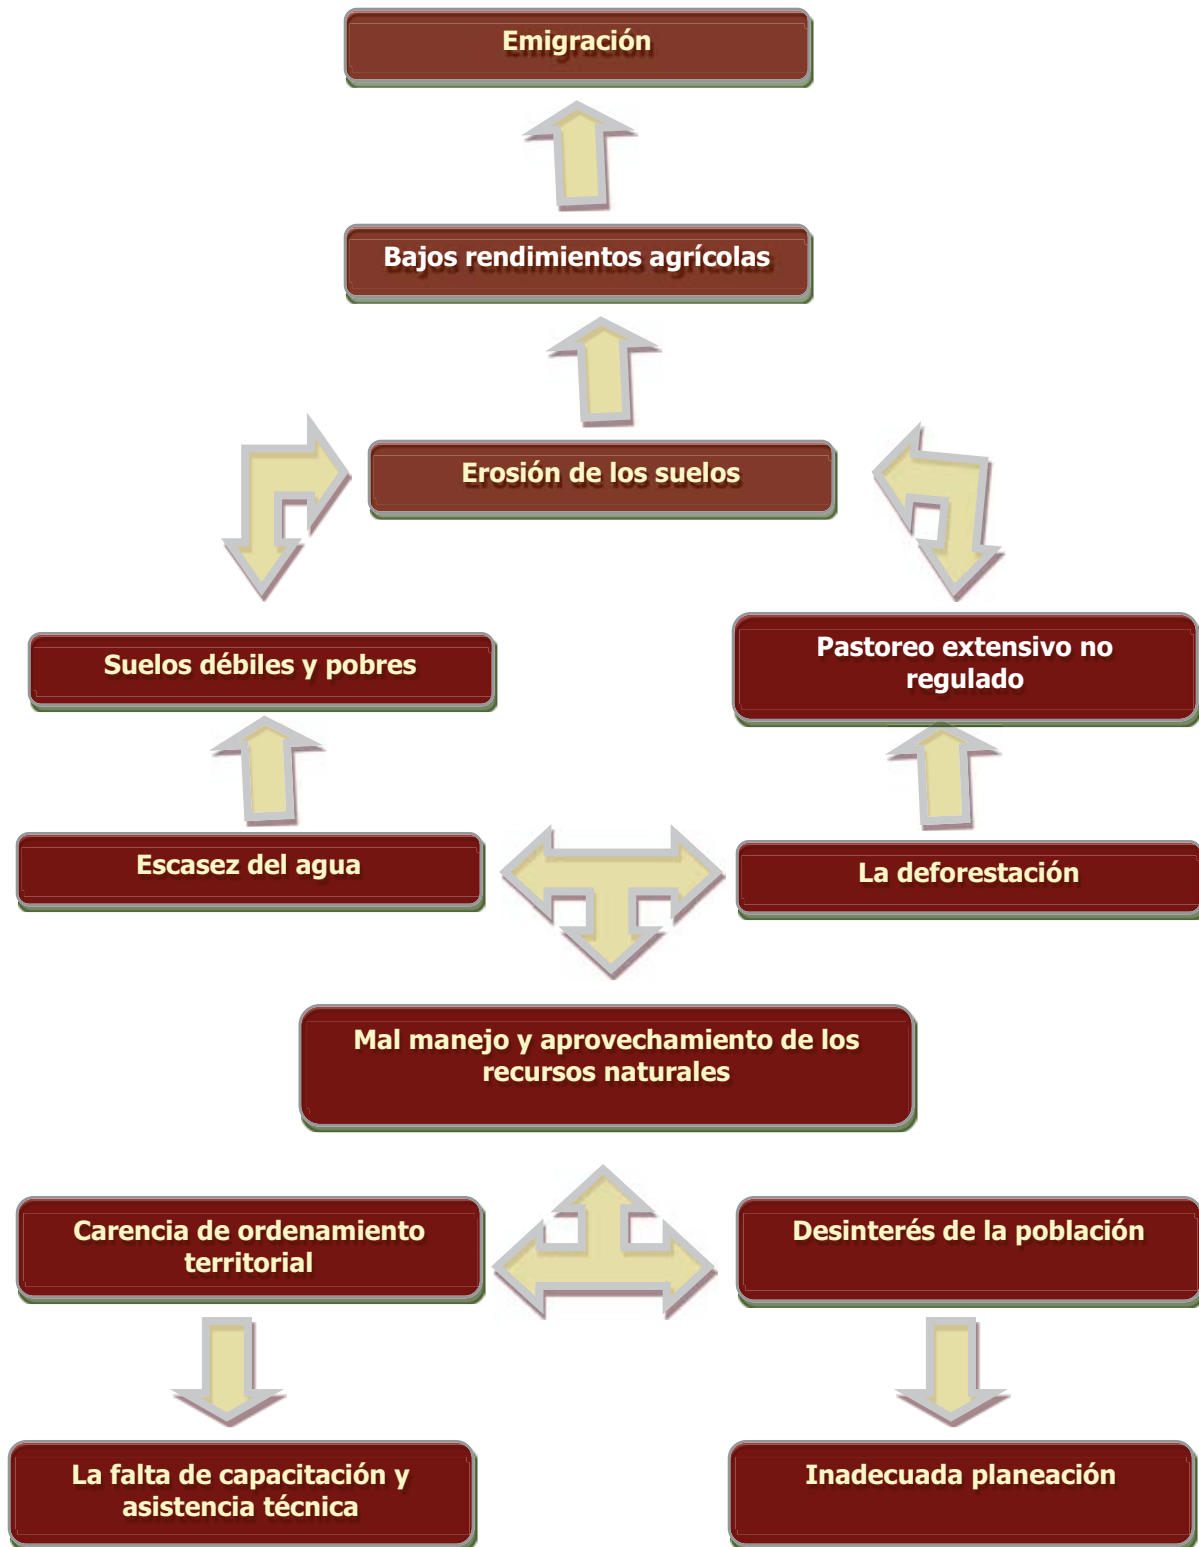 Emigración
Bajos rendimientos agrícolas
Erosión de los suelos
Suelos débiles y pobres
Pastoreo extensivo no
regulado
Escasez del agua
La deforestación
Mal manejo y aprovechamiento de los
recursos naturales
Carencia de ordenamiento
territorial
Desinterés de la población
La falta de capacitación y
asistencia técnica
Inadecuada planeación